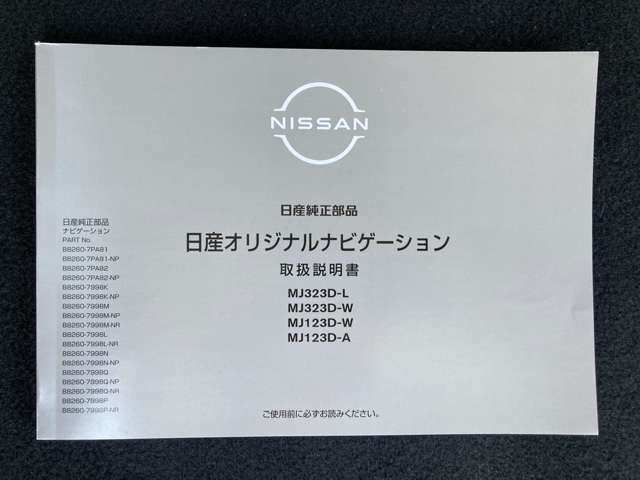 NISSAN
日産純正部品
日産オリジナルナビゲーション
取扱説明書
MJ323D-L
MJ323D-W
MJ123D-W
MJ123D-A
日産純正部品
ナビゲーション
PART No.
B8260-7PA81
B8260-7PA81-NP
B8260-7PA82
B8260-7PA82-NP
B8260-7998K
B8260-7998K-NP
B8260-7998M
B8260-7998M-NP
B8260-7998M-NR
B8260-7998L
B8260-7998L-NR
B8260-7998N
B8260-7998N-NP
B8260-7998Q
B8260-7998Q-NP
B8260-7998Q-NR
B8260-7998P
B8260-7998P-NR
ご使用前に必ずお読みください。